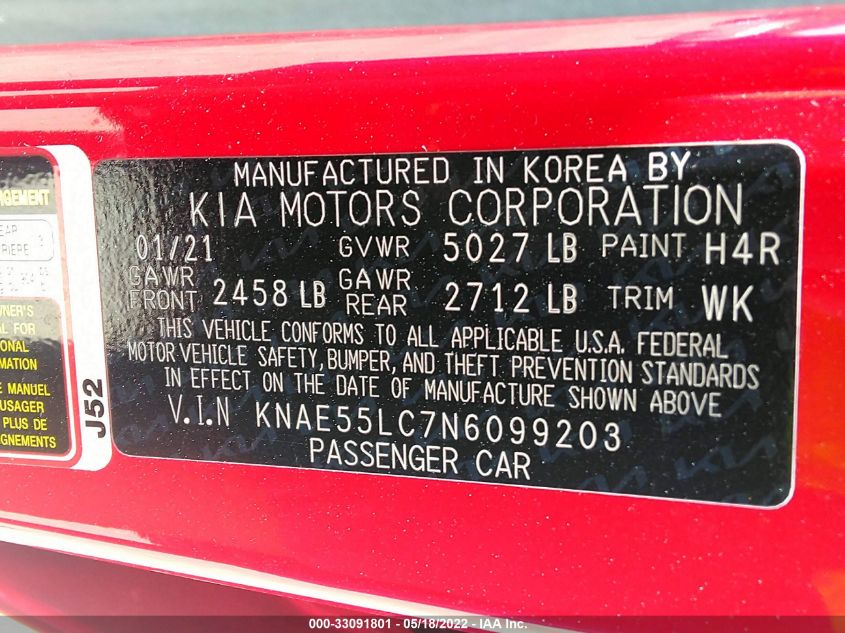 MANUFACTURED IN KOREA BY
KIA MOTORS CORPORATION
01/21 GVWR 5027 LB PAINT H4R
GAWR FRONT 2458 LB GAWR REAR 2712 LB TRIM WK
THIS VEHICLE CONFORMS TO ALL APPLICABLE U.S.A. FEDERAL
MOTOR VEHICLE SAFETY, BUMPER, AND THEFT PREVENTION STANDARDS
IN EFFECT ON THE DATE OF MANUFACTURE SHOWN ABOVE
V.I.N KNAE55LC7N6099203
PASSENGER CAR
J52
MANUEL
PLUS DE
000-33091801 - 05/18/2022 - IAA Inc.